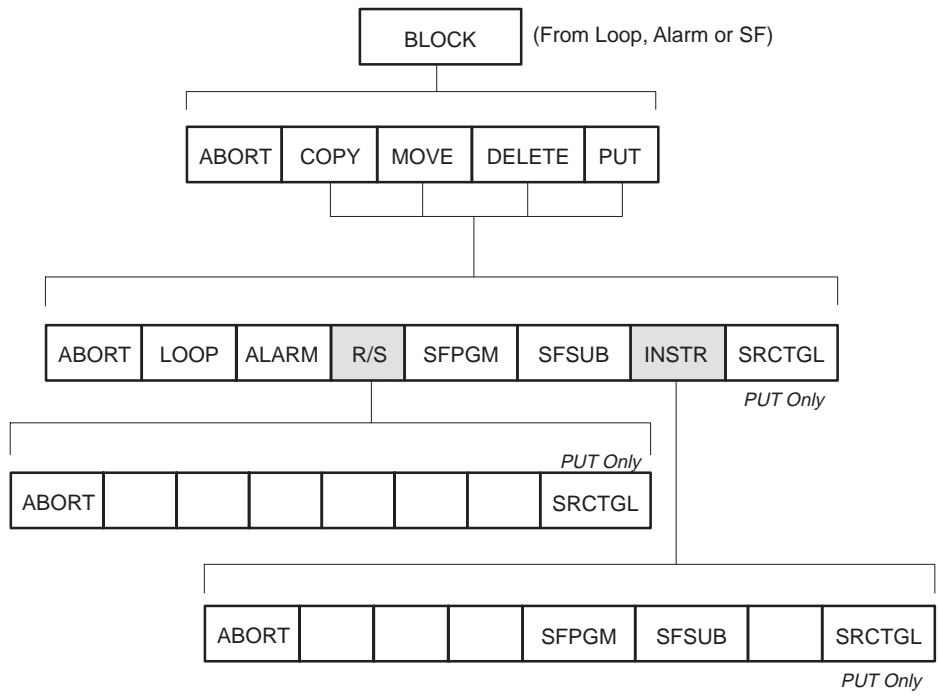 BLOCK (From Loop, Alarm or SF)
ABORT COPY MOVE DELETE PUT
ABORT LOOP ALARM R/S SFPGM SFSUB INSTR SRCTGL
PUT Only
PUT Only
ABORT SRCTGL
ABORT SFPGM SFSUB SRCTGL
PUT Only